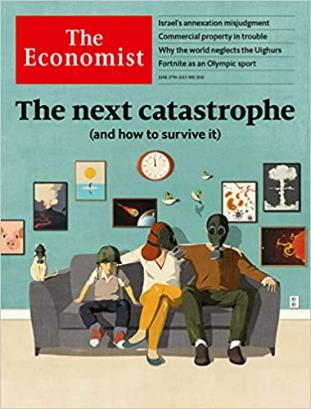 The
Economist
Israel's annexation misjudgment
Commercial property in trouble
Why the world neglects the Uighurs
Fortnite as an Olympic sport
JUNE 27TH–JULY 3RD 2020
The next catastrophe
(and how to survive it)